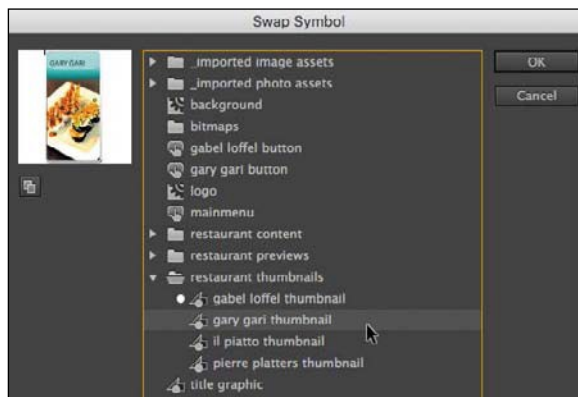 Swap Symbol
GARY GARI
_imported image assets
_imported photo assets
background
bitmaps
gabel loffel button
gary gari button
logo
mainmenu
restaurant content
restaurant previews
restaurant thumbnails
gabel loffel thumbnail
gary gari thumbnail
il piatto thumbnail
pierre platters thumbnail
title graphic
OK
Cancel